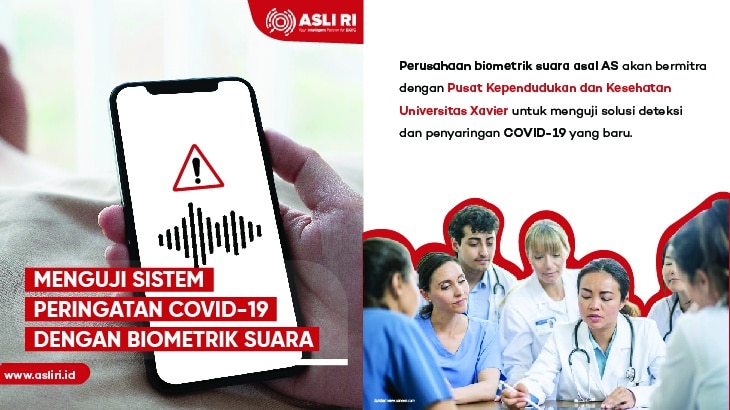 ASLI RI
MENGUJI SISTEM
PERINGATAN COVID-19
DENGAN BIOMETRIK SUARA
www.asliri.id
Perusahaan biometrik suara asal AS akan bermitra
dengan Pusat Kependudukan dan Kesehatan
Universitas Xavier untuk menguji solusi deteksi
dan penyaringan COVID-19 yang baru.